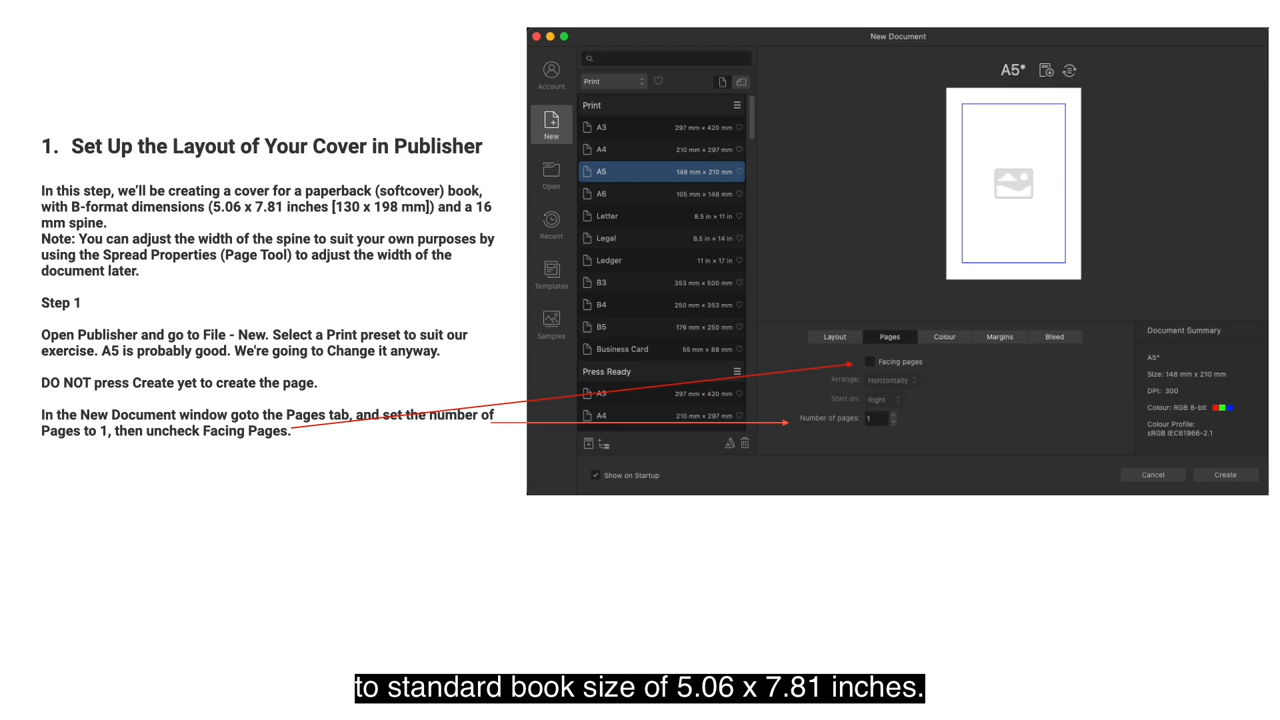 1. Set Up the Layout of Your Cover in Publisher
In this step, we'll be creating a cover for a paperback (softcover) book,
with B-format dimensions (5.06 x 7.81 inches [130 x 198 mm]) and a 16
mm spine.
Note: You can adjust the width of the spine to suit your own purposes by
using the Spread Properties (Page Tool) to adjust the width of the
document later.
Step 1
Open Publisher and go to File - New. Select a Print preset to suit our
exercise. A5 is probably good. We're going to Change it anyway.
DO NOT press Create yet to create the page.
In the New Document window goto the Pages tab, and set the number of
Pages to 1, then uncheck Facing Pages.
New Document
Account
New
Open
Recent
Templates
Samples
Print
Print
A3 297 mm × 420 mm
A4 210 mm × 297 mm
A5 148 mm × 210 mm
A6 105 mm × 148 mm
Letter 8.5 in × 11 in
Legal 8.5 in × 14 in
Ledger 11 in × 17 in
B3 353 mm × 500 mm
B4 250 mm × 353 mm
B5 176 mm × 250 mm
Business Card 55 mm × 88 mm
Press Ready
A3 297 mm × 420 mm
A4 210 mm × 297 mm
Show on Startup
A5*
Layout Pages Colour Margins Bleed
Facing pages
Arrange: Horizontally
Start on: Right
Number of pages: 1
Document Summary
A5*
Size: 148 mm x 210 mm
DPI: 300
Colour: RGB 8-bit
Colour Profile:
sRGB IEC61966-2.1
Cancel Create
to standard book size of 5.06 x 7.81 inches.